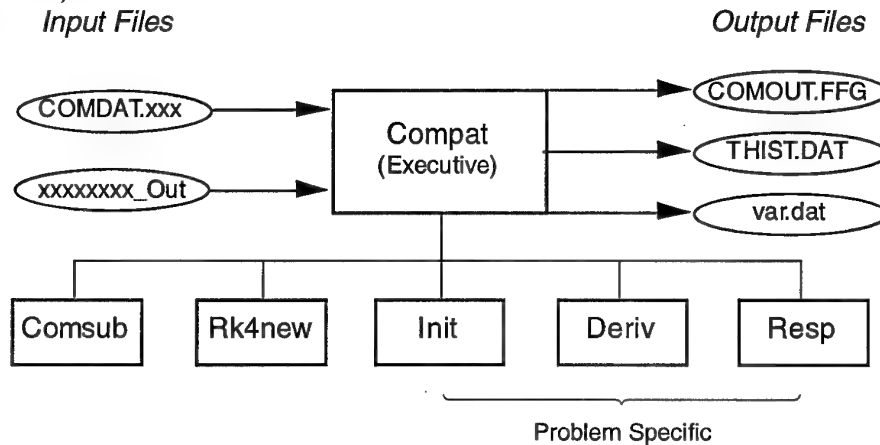 Input Files
Output Files
COMDAT.xxx
xxxxxxxx_Out
Compat
(Executive)
COMOUT.FFG
THIST.DAT
var.dat
Comsub
Rk4new
Init
Deriv
Resp
Problem Specific